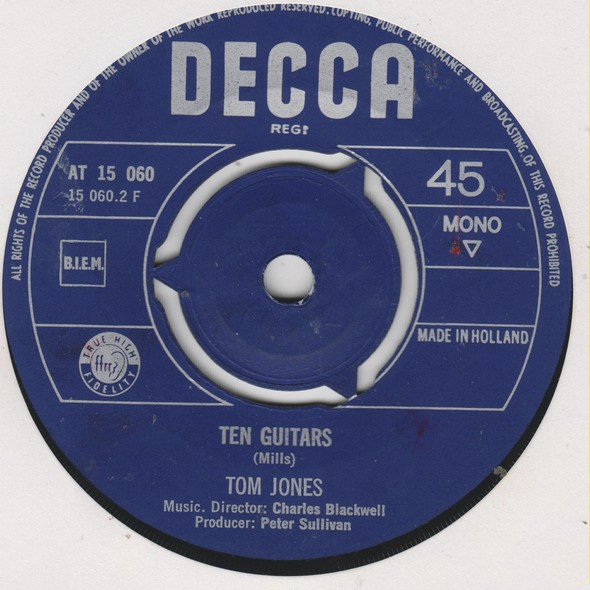 ALL RIGHTS OF THE RECORD PRODUCER AND OF THE OWNER OF THE WORK REPRODUCED RESERVED. COPYING, PUBLIC PERFORMANCE AND BROADCASTING OF THIS RECORD PROHIBITED
DECCA
REGD
AT 15 060
15 060.2 F
45
MONO
B.I.E.M.
MADE IN HOLLAND
TRUE HIGH
ffrr
FIDELITY
TEN GUITARS
(Mills)
TOM JONES
Music. Director: Charles Blackwell
Producer: Peter Sullivan